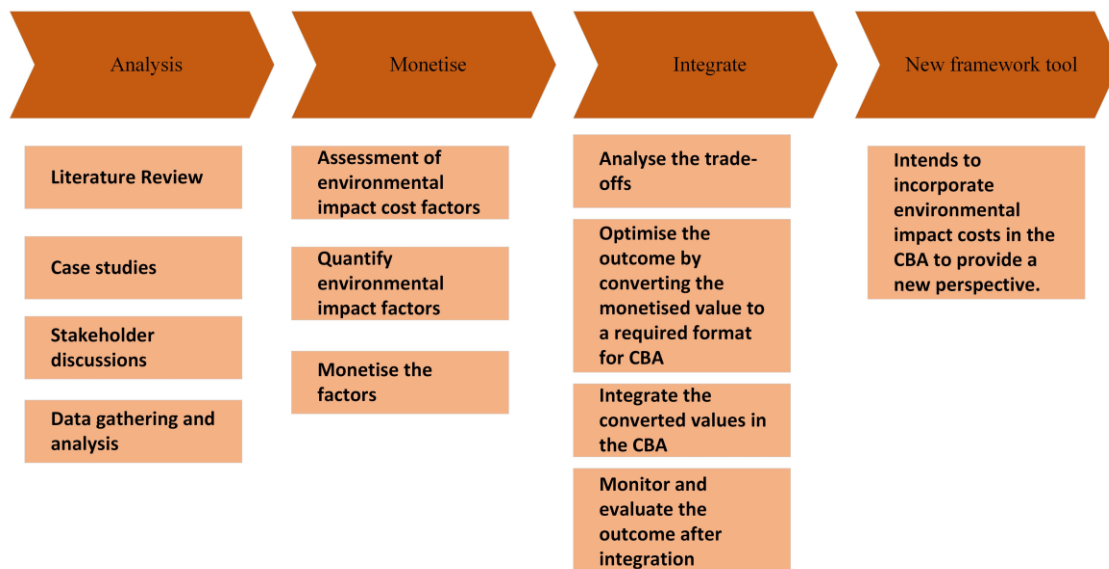 Analysis
Monetise
Integrate
New framework tool
Literature Review
Case studies
Stakeholder
discussions
Data gathering and
analysis
Assessment of
environmental
impact cost factors
Quantify
environmental
impact factors
Monetise the
factors
Analyse the trade-
offs
Optimise the
outcome by
converting the
monetised value to
a required format
for CBA
Integrate the
converted values in
the CBA
Monitor and
evaluate the
outcome after
integration
Intends to
incorporate
environmental
impact costs in the
CBA to provide a
new perspective.